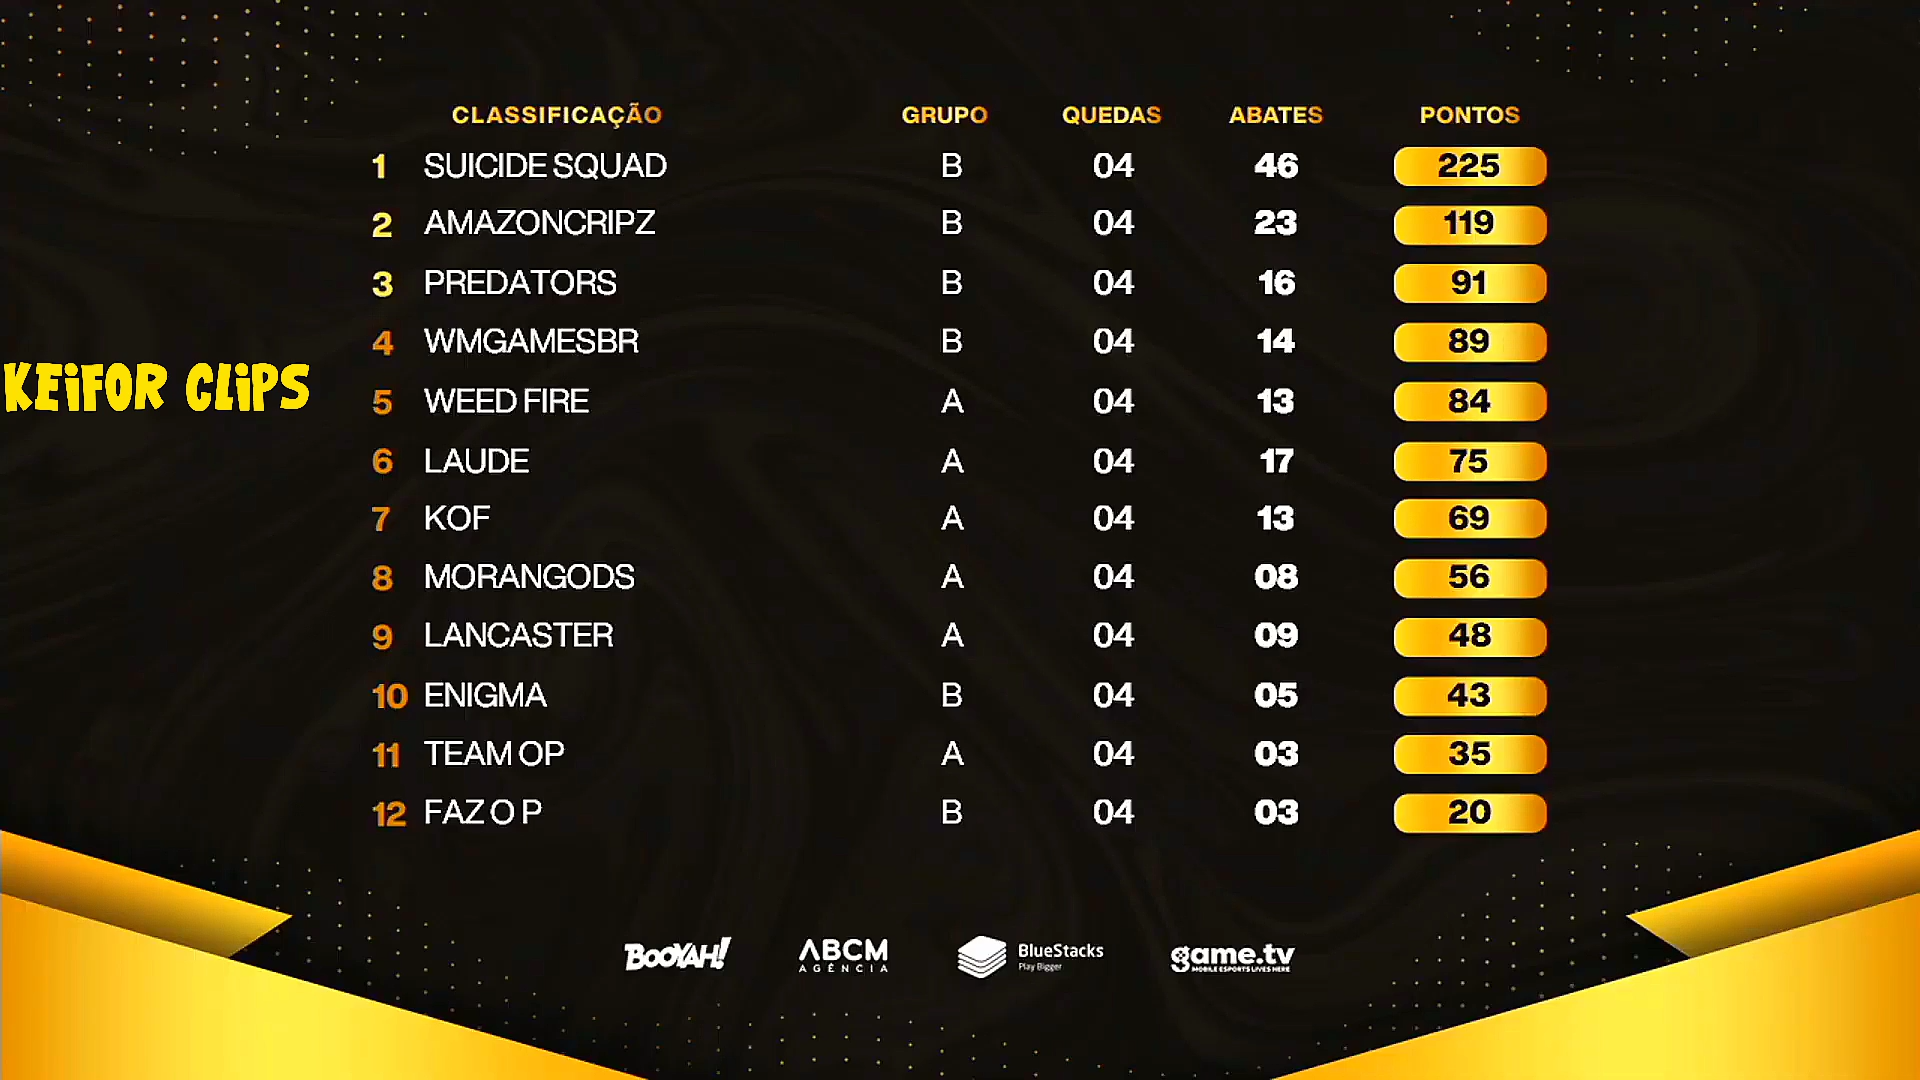 CLASSIFICAÇÃO GRUPO QUEDAS ABATES PONTOS
1 SUICIDE SQUAD B 04 46 225
2 AMAZONCRIPZ B 04 23 119
3 PREDATORS B 04 16 91
4 WMGAMESBR B 04 14 89
KEiFOR CLiPS
5 WEED FIRE A 04 13 84
6 LAUDE A 04 17 75
7 KOF A 04 13 69
8 MORANGODS A 04 08 56
9 LANCASTER A 04 09 48
10 ENIGMA B 04 05 43
11 TEAM OP A 04 03 35
12 FAZ O P B 04 03 20
BOOYAH! ABCM AGÊNCIA BlueStacks Play Bigger game.tv MOBILE ESPORTS LIVES HERE